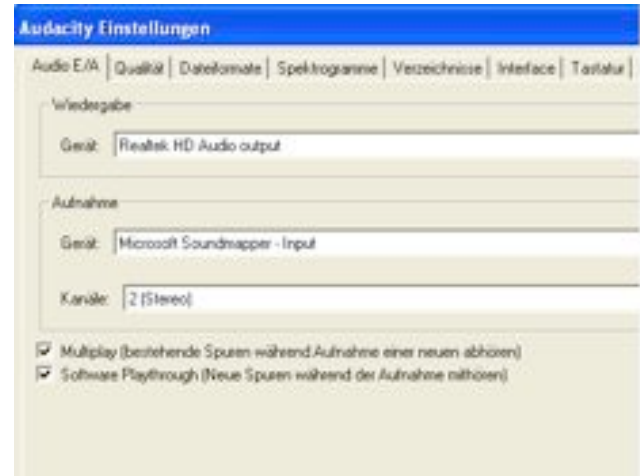 Audacity Einstellungen
Audio E/A Qualität Dateiformate Spektrogramme Verzeichnisse Interface Tastatur
Wiedergabe
Gerät: Realtek HD Audio output
Aufnahme
Gerät: Microsoft Soundmapper - Input
Kanäle: 2 (Stereo)
Multiplay (bestehende Spuren während Aufnahme einer neuen abhören)
Software Playthrough (Neue Spuren während der Aufnahme mithören)